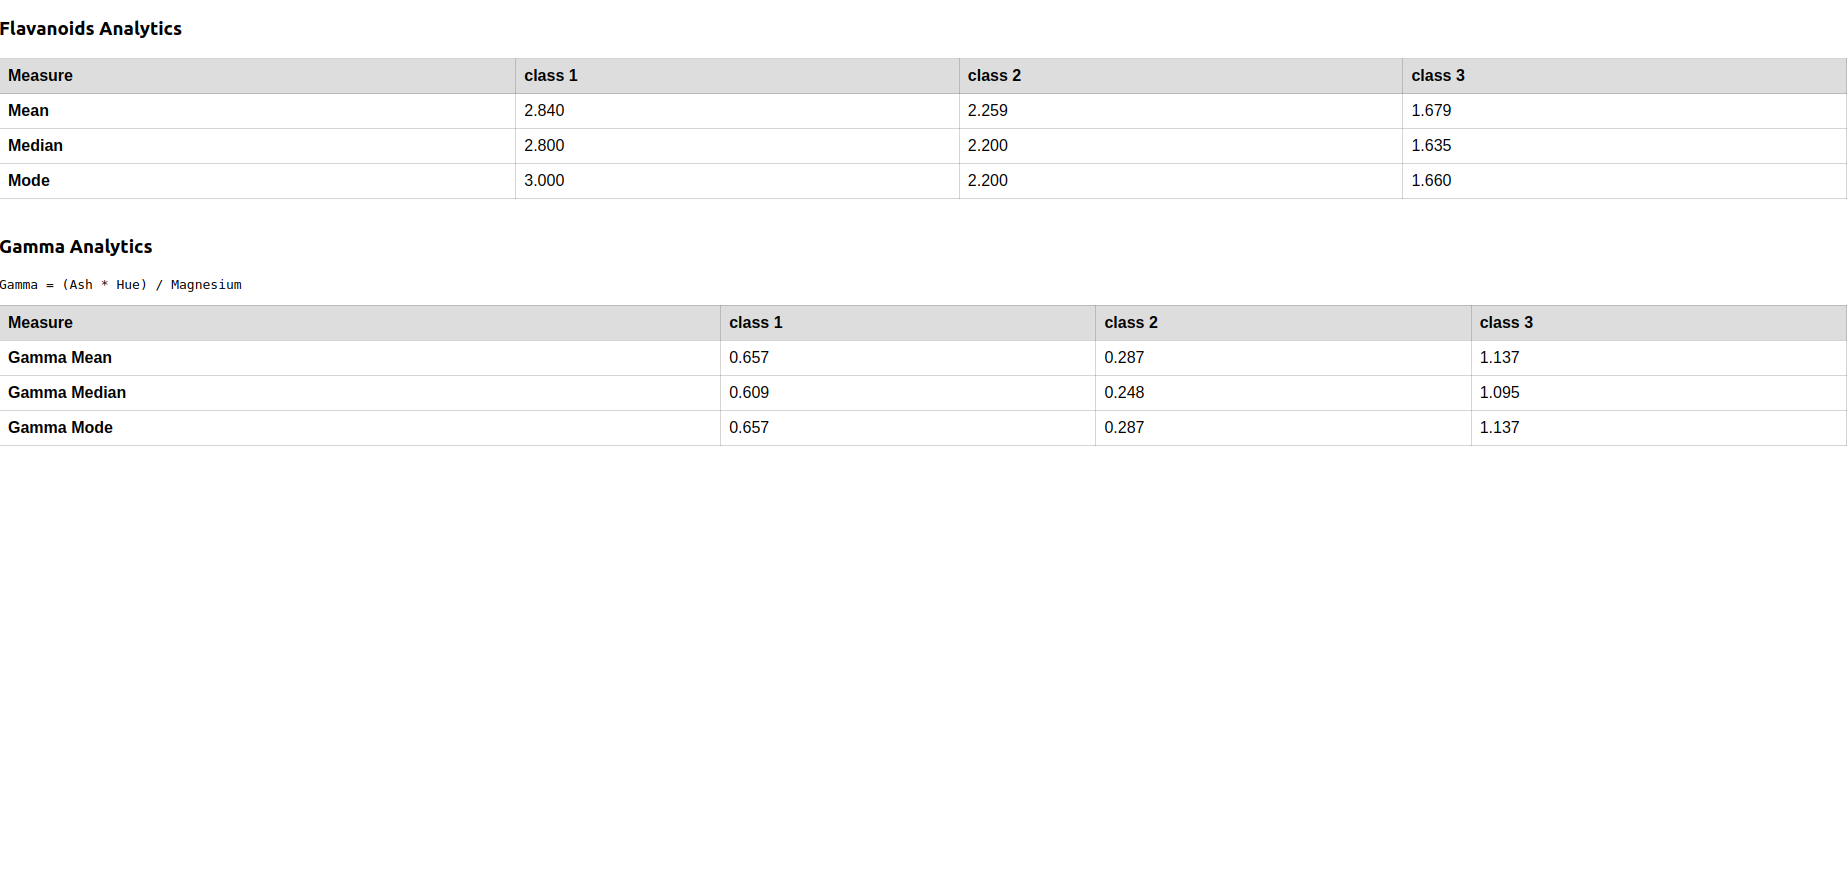 Flavanoids Analytics
Measure class 1 class 2 class 3
Mean 2.840 2.259 1.679
Median 2.800 2.200 1.635
Mode 3.000 2.200 1.660
Gamma Analytics
Gamma = (Ash * Hue) / Magnesium
Measure class 1 class 2 class 3
Gamma Mean 0.657 0.287 1.137
Gamma Median 0.609 0.248 1.095
Gamma Mode 0.657 0.287 1.137